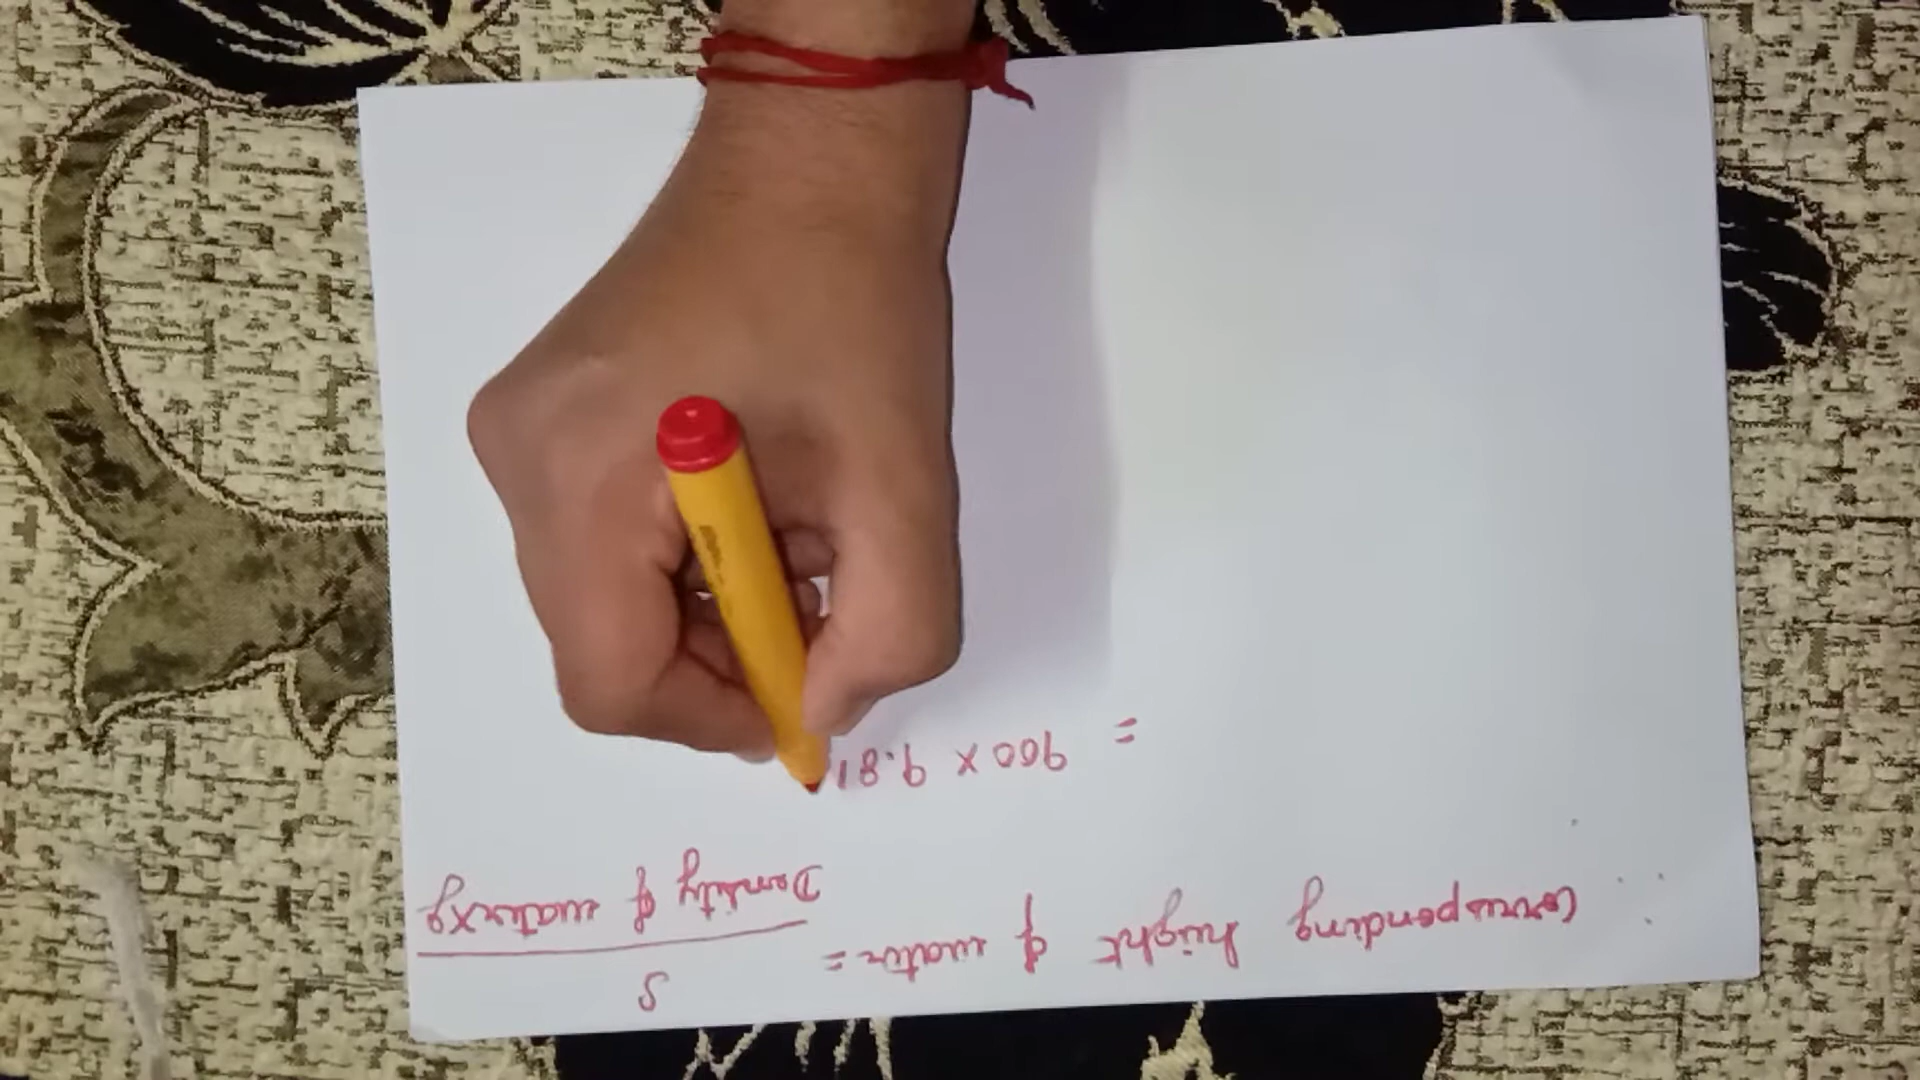 ∴ Corresponding height of water = S
Density of water x g
= 900 x 9.81